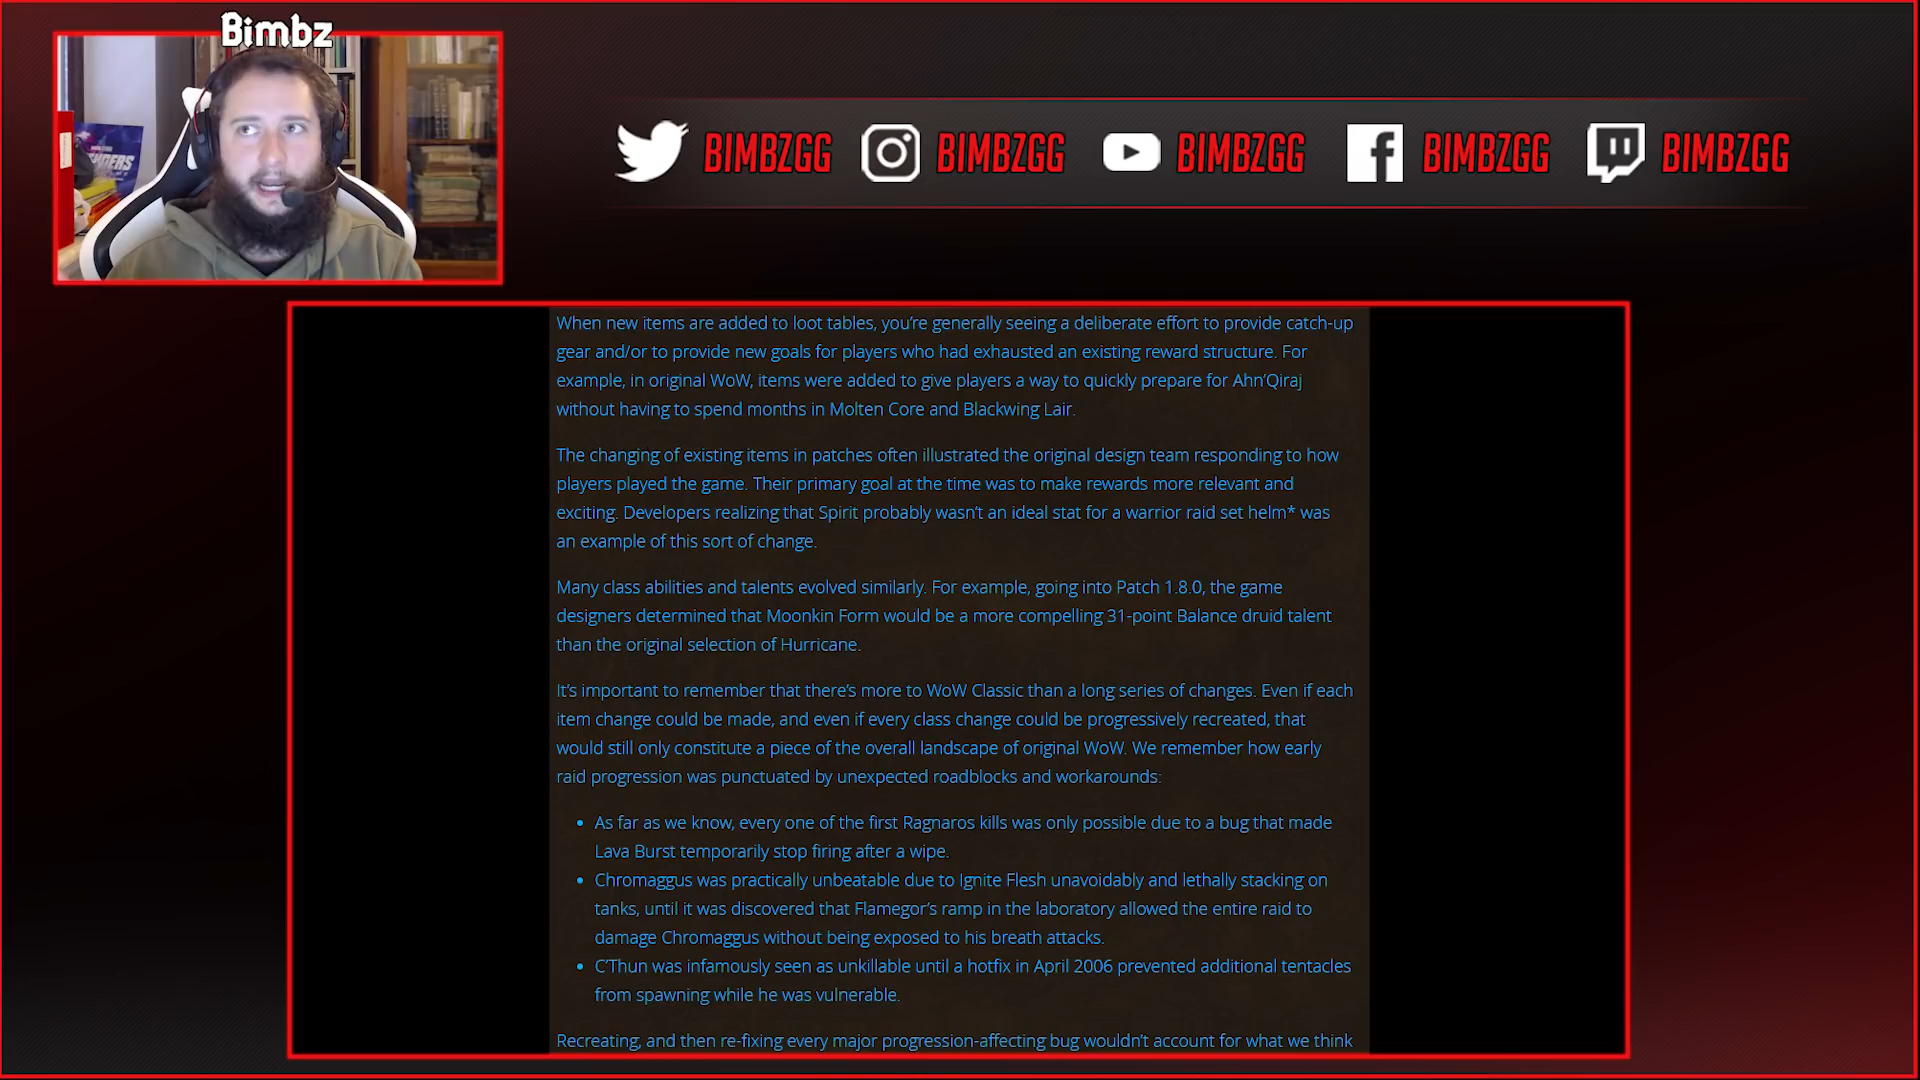 Bimbz
BIMBZGG BIMBZGG BIMBZGG BIMBZGG BIMBZGG
When new items are added to loot tables, you're generally seeing a deliberate effort to provide catch-up
gear and/or to provide new goals for players who had exhausted an existing reward structure. For
example, in original WoW, items were added to give players a way to quickly prepare for Ahn'Qiraj
without having to spend months in Molten Core and Blackwing Lair.
The changing of existing items in patches often illustrated the original design team responding to how
players played the game. Their primary goal at the time was to make rewards more relevant and
exciting. Developers realizing that Spirit probably wasn't an ideal stat for a warrior raid set helm* was
an example of this sort of change.
Many class abilities and talents evolved similarly. For example, going into Patch 1.8.0, the game
designers determined that Moonkin Form would be a more compelling 31-point Balance druid talent
than the original selection of Hurricane.
It's important to remember that there's more to WoW Classic than a long series of changes. Even if each
item change could be made, and even if every class change could be progressively recreated, that
would still only constitute a piece of the overall landscape of original WoW. We remember how early
raid progression was punctuated by unexpected roadblocks and workarounds:
• As far as we know, every one of the first Ragnaros kills was only possible due to a bug that made
Lava Burst temporarily stop firing after a wipe.
• Chromaggus was practically unbeatable due to Ignite Flesh unavoidably and lethally stacking on
tanks, until it was discovered that Flamegor's ramp in the laboratory allowed the entire raid to
damage Chromaggus without being exposed to his breath attacks.
• C'Thun was infamously seen as unkillable until a hotfix in April 2006 prevented additional tentacles
from spawning while he was vulnerable.
Recreating, and then re-fixing every major progression-affecting bug wouldn't account for what we think